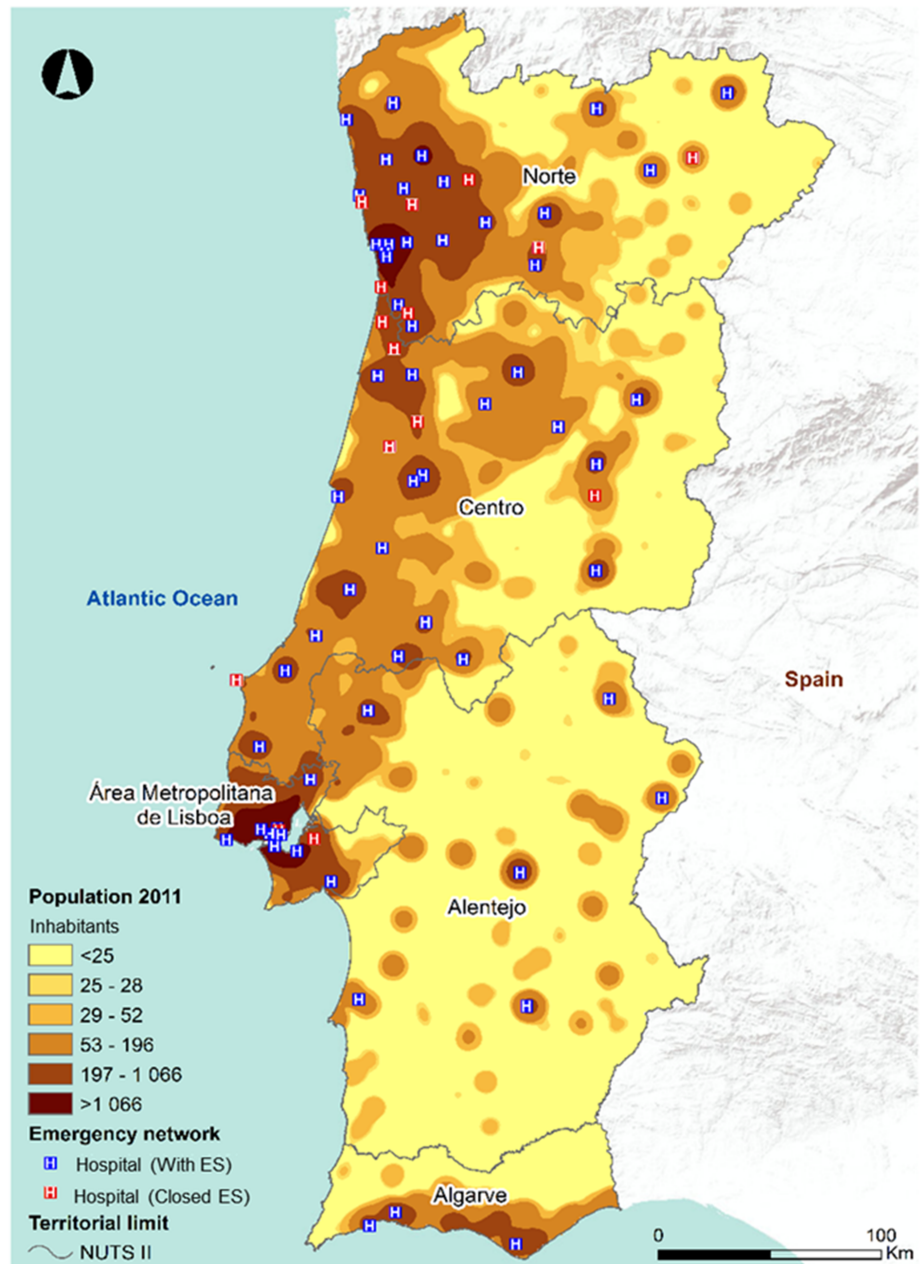 Norte
Centro
Atlantic Ocean
Spain
Área Metropolitana
de Lisboa
Alentejo
Algarve
Population 2011
Inhabitants
<25
25 - 28
29 - 52
53 - 196
197 - 1 066
>1 066
Emergency network
H Hospital (With ES)
H Hospital (Closed ES)
Territorial limit
NUTS II
0 100
Km